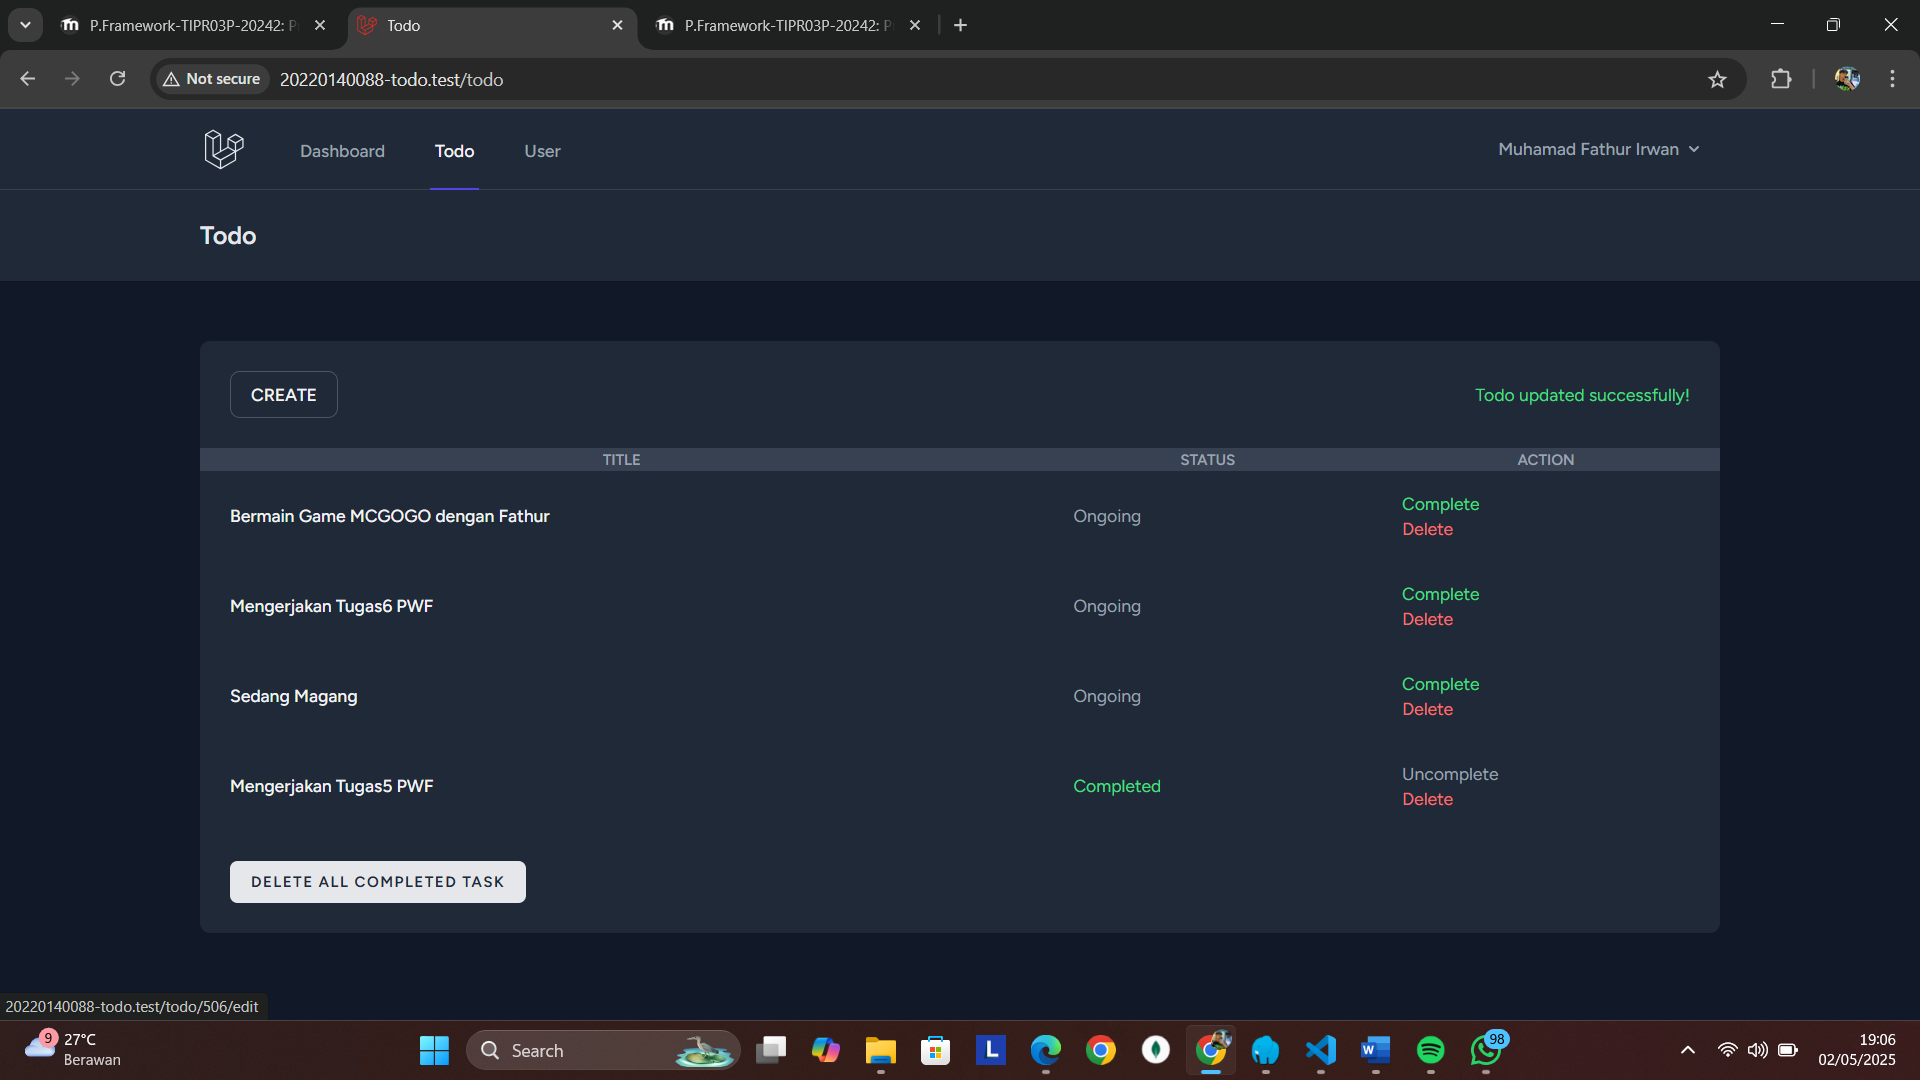 P.Framework-TIPR03P-20242: P
Todo
P.Framework-TIPR03P-20242: P
Not secure
20220140088-todo.test/todo
Dashboard
Todo
User
Muhamad Fathur Irwan
Todo
CREATE
Todo updated successfully!
TITLE
STATUS
ACTION
Bermain Game MCGOGO dengan Fathur
Ongoing
Complete
Delete
Mengerjakan Tugas6 PWF
Ongoing
Complete
Delete
Sedang Magang
Ongoing
Complete
Delete
Mengerjakan Tugas5 PWF
Completed
Uncomplete
Delete
DELETE ALL COMPLETED TASK
20220140088-todo.test/todo/506/edit
9
27°C
Berawan
Search
L
W
98
19:06
02/05/2025